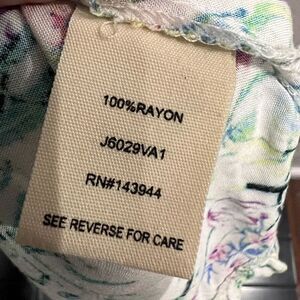 100%RAYON
J6029VA1
RN#143944
SEE REVERSE FOR CARE